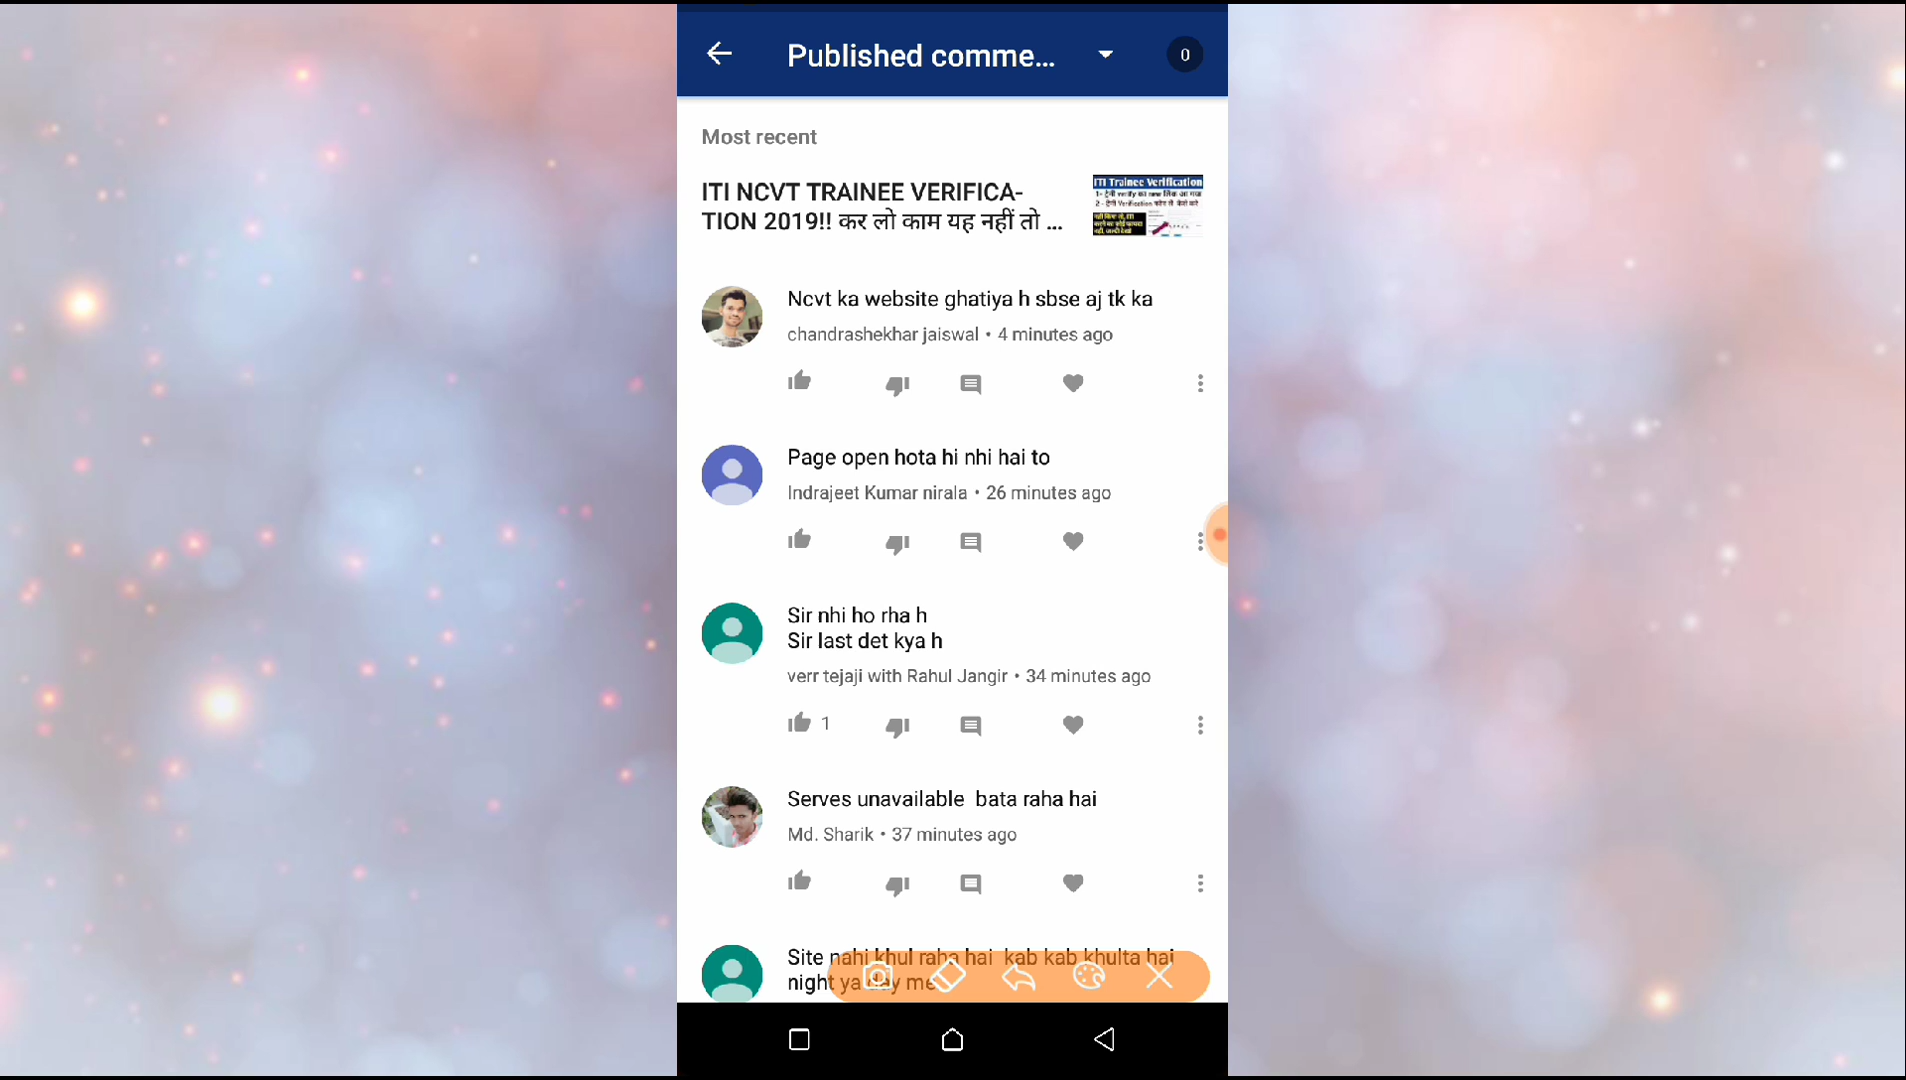 Published comme...
0
Most recent
ITI NCVT TRAINEE VERIFICA-
TION 2019!! कर लो काम यह नहीं तो ...
ITI Trainee Verification
Ncvt ka website ghatiya h sbse aj tk ka
chandrashekhar jaiswal • 4 minutes ago
Page open hota hi nhi hai to
Indrajeet Kumar nirala • 26 minutes ago
Sir nhi ho rha h
Sir last det kya h
verr tejaji with Rahul Jangir • 34 minutes ago
1
Serves unavailable bata raha hai
Md. Sharik • 37 minutes ago
Site nahi khul raha hai kab kab khulta hai
night ya day me